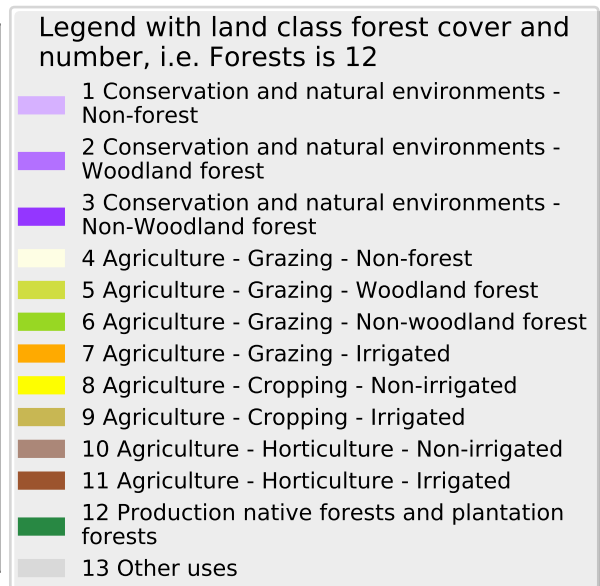 Legend with land class forest cover and
number, i.e. Forests is 12
1 Conservation and natural environments -
Non-forest
2 Conservation and natural environments -
Woodland forest
3 Conservation and natural environments -
Non-Woodland forest
4 Agriculture - Grazing - Non-forest
5 Agriculture - Grazing - Woodland forest
6 Agriculture - Grazing - Non-woodland forest
7 Agriculture - Grazing - Irrigated
8 Agriculture - Cropping - Non-irrigated
9 Agriculture - Cropping - Irrigated
10 Agriculture - Horticulture - Non-irrigated
11 Agriculture - Horticulture - Irrigated
12 Production native forests and plantation
forests
13 Other uses